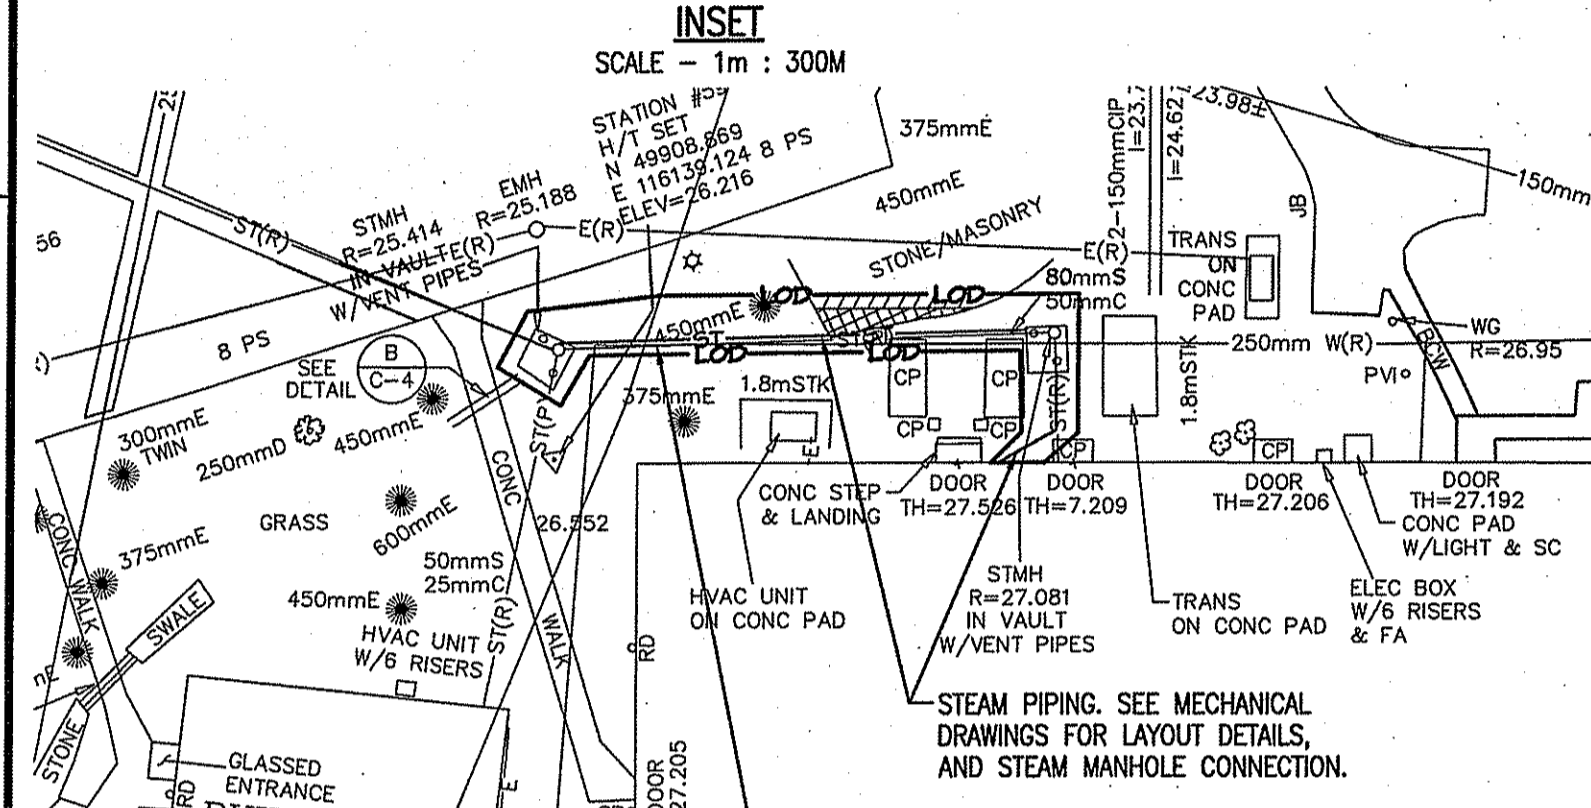 INSET
SCALE - 1m : 300M
STATION #59
H/T SET
N 49908.869
E 116139.124
ELEV=26.216
8 PS
375mmE
450mmE
2-150mmCIP
I=23.7
I=24.62
23.98±
150mm
JB
EMH
R=25.188
STMH
R=25.414
IN VAULT
W/VENT PIPES
ST(R)
E(R)
E(R)
E(R)
56
8 PS
STONE/MASONRY
80mmS
50mmC
TRANS
ON
CONC
PAD
LOD
LOD
LOD
LOD
450mmE
ST
ST(R)
250mm
W(R)
WG
R=26.95
BCW
PVI
SEE
DETAIL
B
C-4
375mmE
1.8mSTK
CP
CP
CP
CP
CP
ST(R)
1.8mSTK
CP
E
300mmE
TWIN
250mmD
450mmE
ST(P)
CONC
WALK
GRASS
600mmE
26.552
CONC WALK
375mmE
450mmE
50mmS
25mmC
ST(R)
HVAC UNIT
W/6 RISERS
SWALE
STONE
GLASSED
ENTRANCE
RD
E
RD
DOOR
27.205
CONC STEP
& LANDING
DOOR
TH=27.526
DOOR
TH=7.209
DOOR
TH=27.206
DOOR
TH=27.192
CONC PAD
W/LIGHT & SC
HVAC UNIT
ON CONC PAD
STMH
R=27.081
IN VAULT
W/VENT PIPES
TRANS
ON CONC PAD
ELEC BOX
W/6 RISERS
& FA
STEAM PIPING. SEE MECHANICAL
DRAWINGS FOR LAYOUT DETAILS,
AND STEAM MANHOLE CONNECTION.